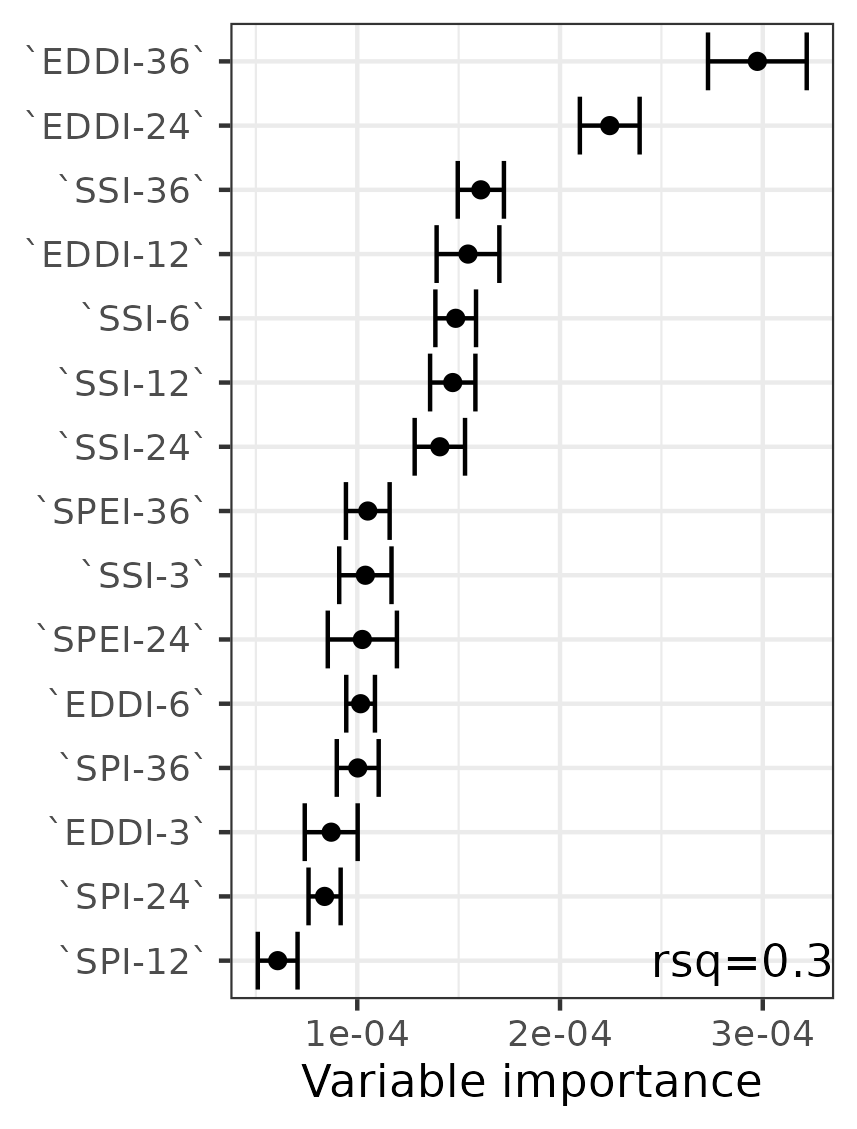 `EDDI-36`
`EDDI-24`
`SSI-36`
`EDDI-12`
`SSI-6`
`SSI-12`
`SSI-24`
`SPEI-36`
`SSI-3`
`SPEI-24`
`EDDI-6`
`SPI-36`
`EDDI-3`
`SPI-24`
`SPI-12`
rsq=0.3
1e-04 2e-04 3e-04
Variable importance